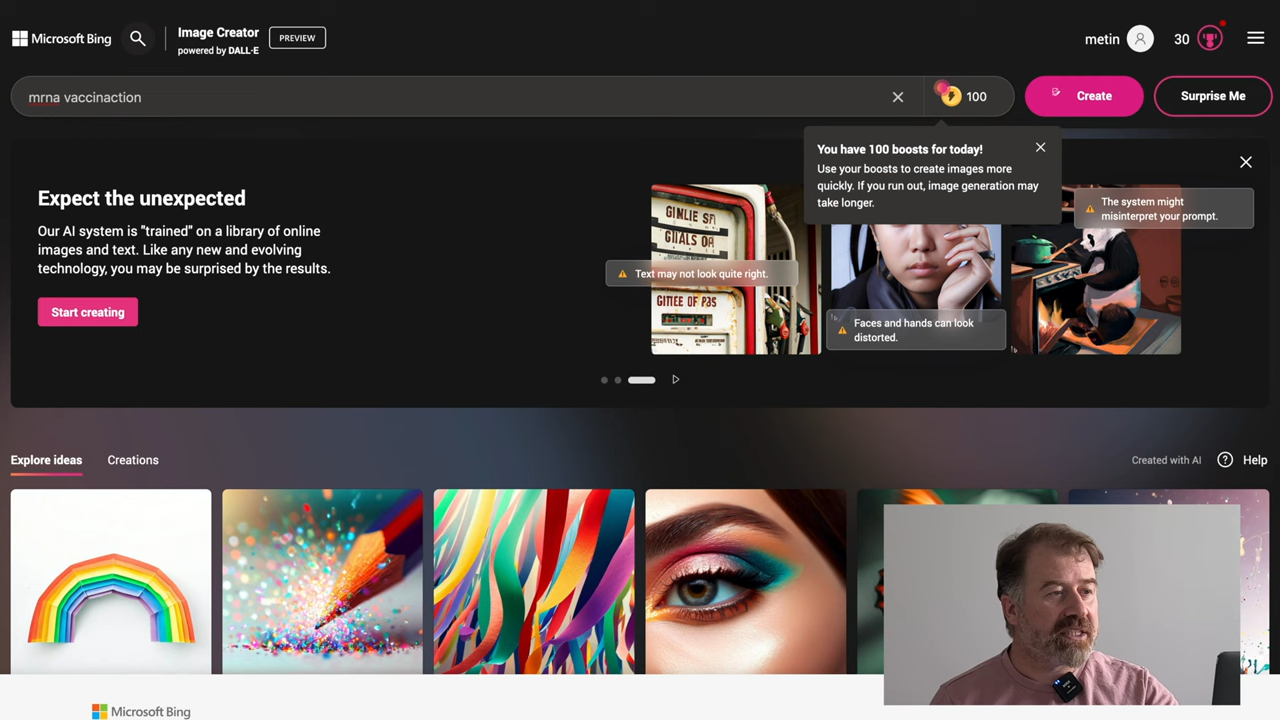 Microsoft Bing
Image Creator
powered by DALL·E
PREVIEW
metin
30
mrna vaccinaction
100
Create
Surprise Me
You have 100 boosts for today!
Use your boosts to create images more
quickly. If you run out, image generation may
take longer.
Expect the unexpected
Our AI system is "trained" on a library of online
images and text. Like any new and evolving
technology, you may be surprised by the results.
Start creating
GINLIE
Text may not look quite right.
Faces and hands can look
distorted.
The system might
misinterpret your prompt.
Explore ideas
Creations
Created with AI
Help
Microsoft Bing